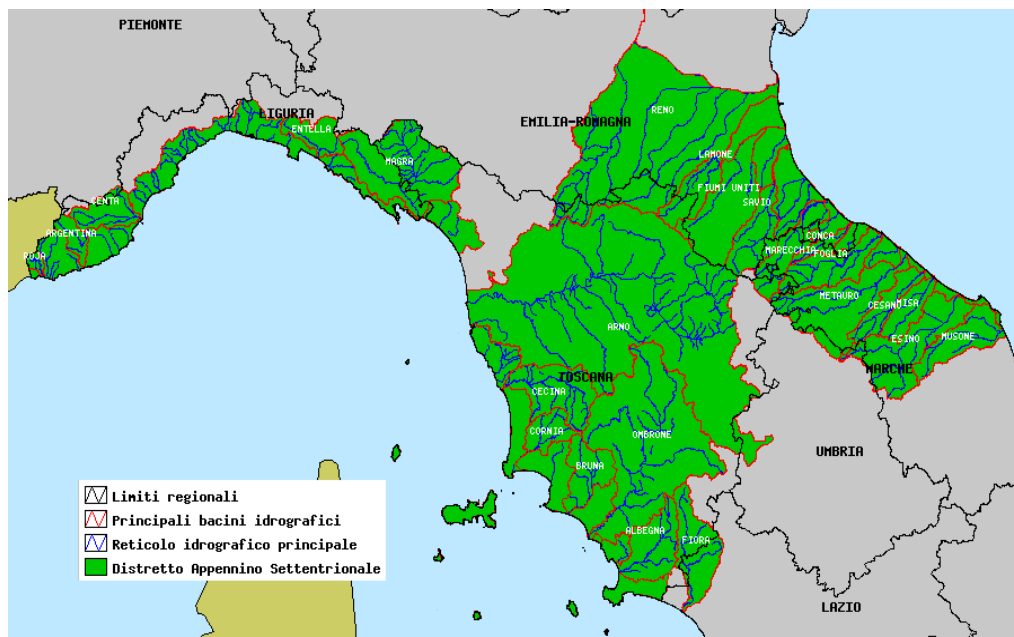 PIEMONTE
LIGURIA
ENTELLA
MAGRA
EMILIA-ROMAGNA
RENO
LAMONE
FIUMI UNITI
SAVIO
CENTA
ARGENTINA
ROJA
CONCA
MARECCHIA
FOGLIA
METAURO
CESANO
MISA
ESINO
MUSONE
MARCHE
ARNO
TOSCANA
CECINA
CORNIA
OMBRONE
BRUNA
UMBRIA
ALBEGNA
FIORA
LAZIO
Limiti regionali
Principali bacini idrografici
Reticolo idrografico principale
Distretto Appennino Settentrionale